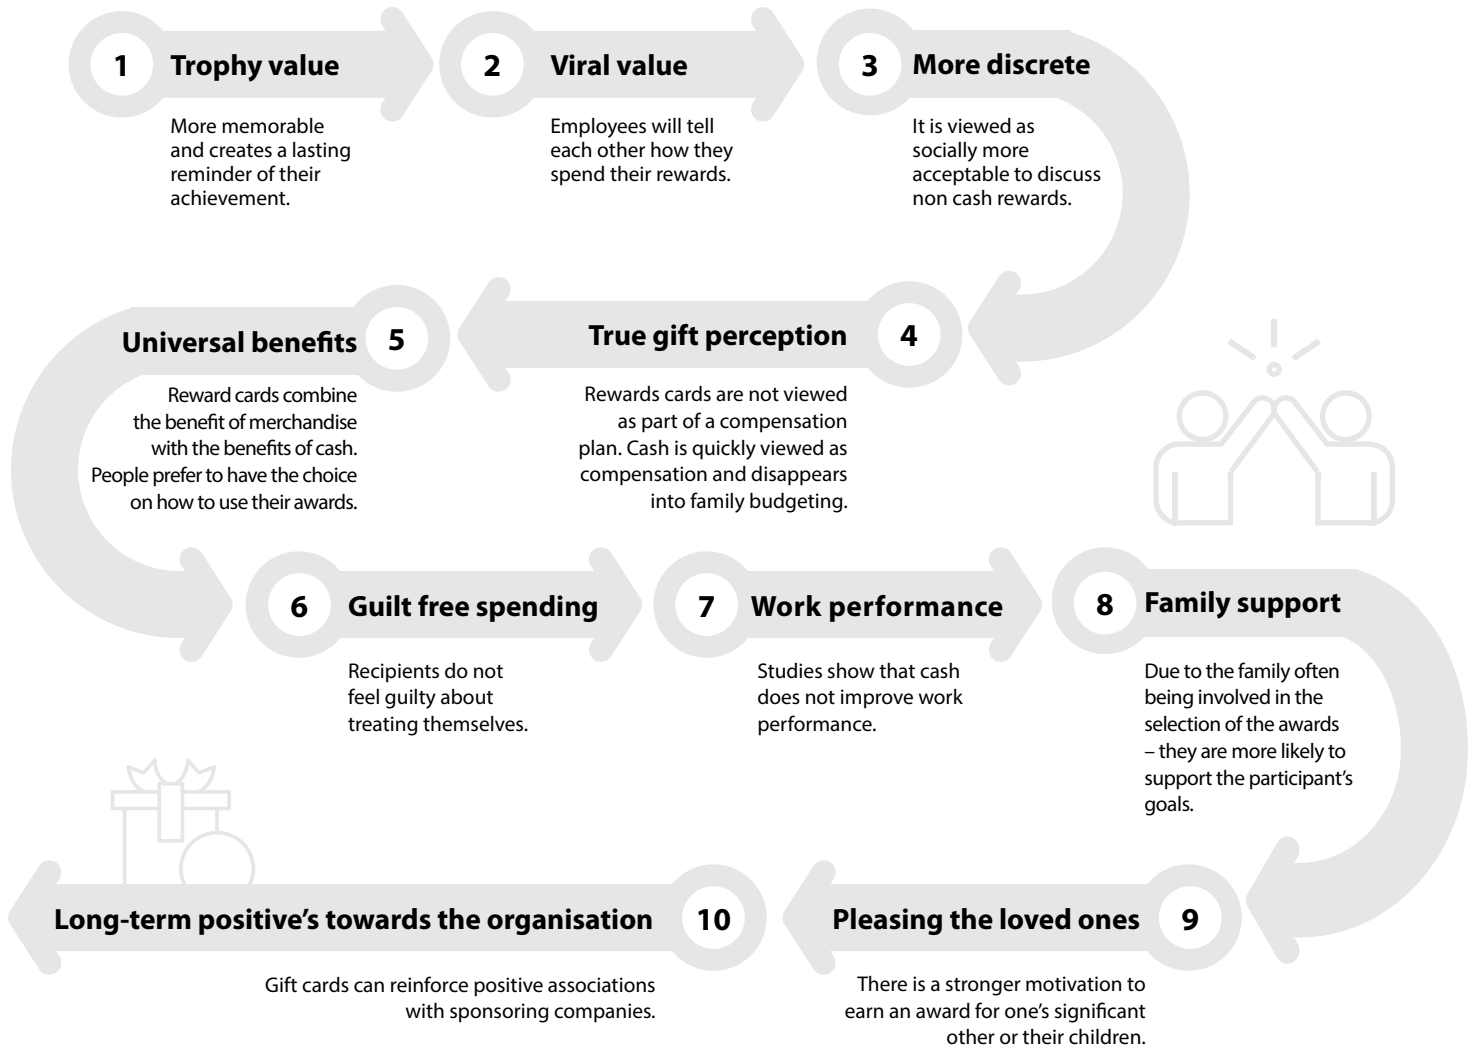 1
Trophy value
More memorable
and creates a lasting
reminder of their
achievement.
2
Viral value
Employees will tell
each other how they
spend their rewards.
3
More discrete
It is viewed as
socially more
acceptable to discuss
non cash rewards.
4
True gift perception
Rewards cards are not viewed
as part of a compensation
plan. Cash is quickly viewed as
compensation and disappears
into family budgeting.
5
Universal benefits
Reward cards combine
the benefit of merchandise
with the benefits of cash.
People prefer to have the choice
on how to use their awards.
6
Guilt free spending
Recipients do not
feel guilty about
treating themselves.
7
Work performance
Studies show that cash
does not improve work
performance.
8
Family support
Due to the family often
being involved in the
selection of the awards
– they are more likely to
support the participant’s
goals.
9
Pleasing the loved ones
There is a stronger motivation to
earn an award for one’s significant
other or their children.
10
Long-term positive’s towards the organisation
Gift cards can reinforce positive associations
with sponsoring companies.